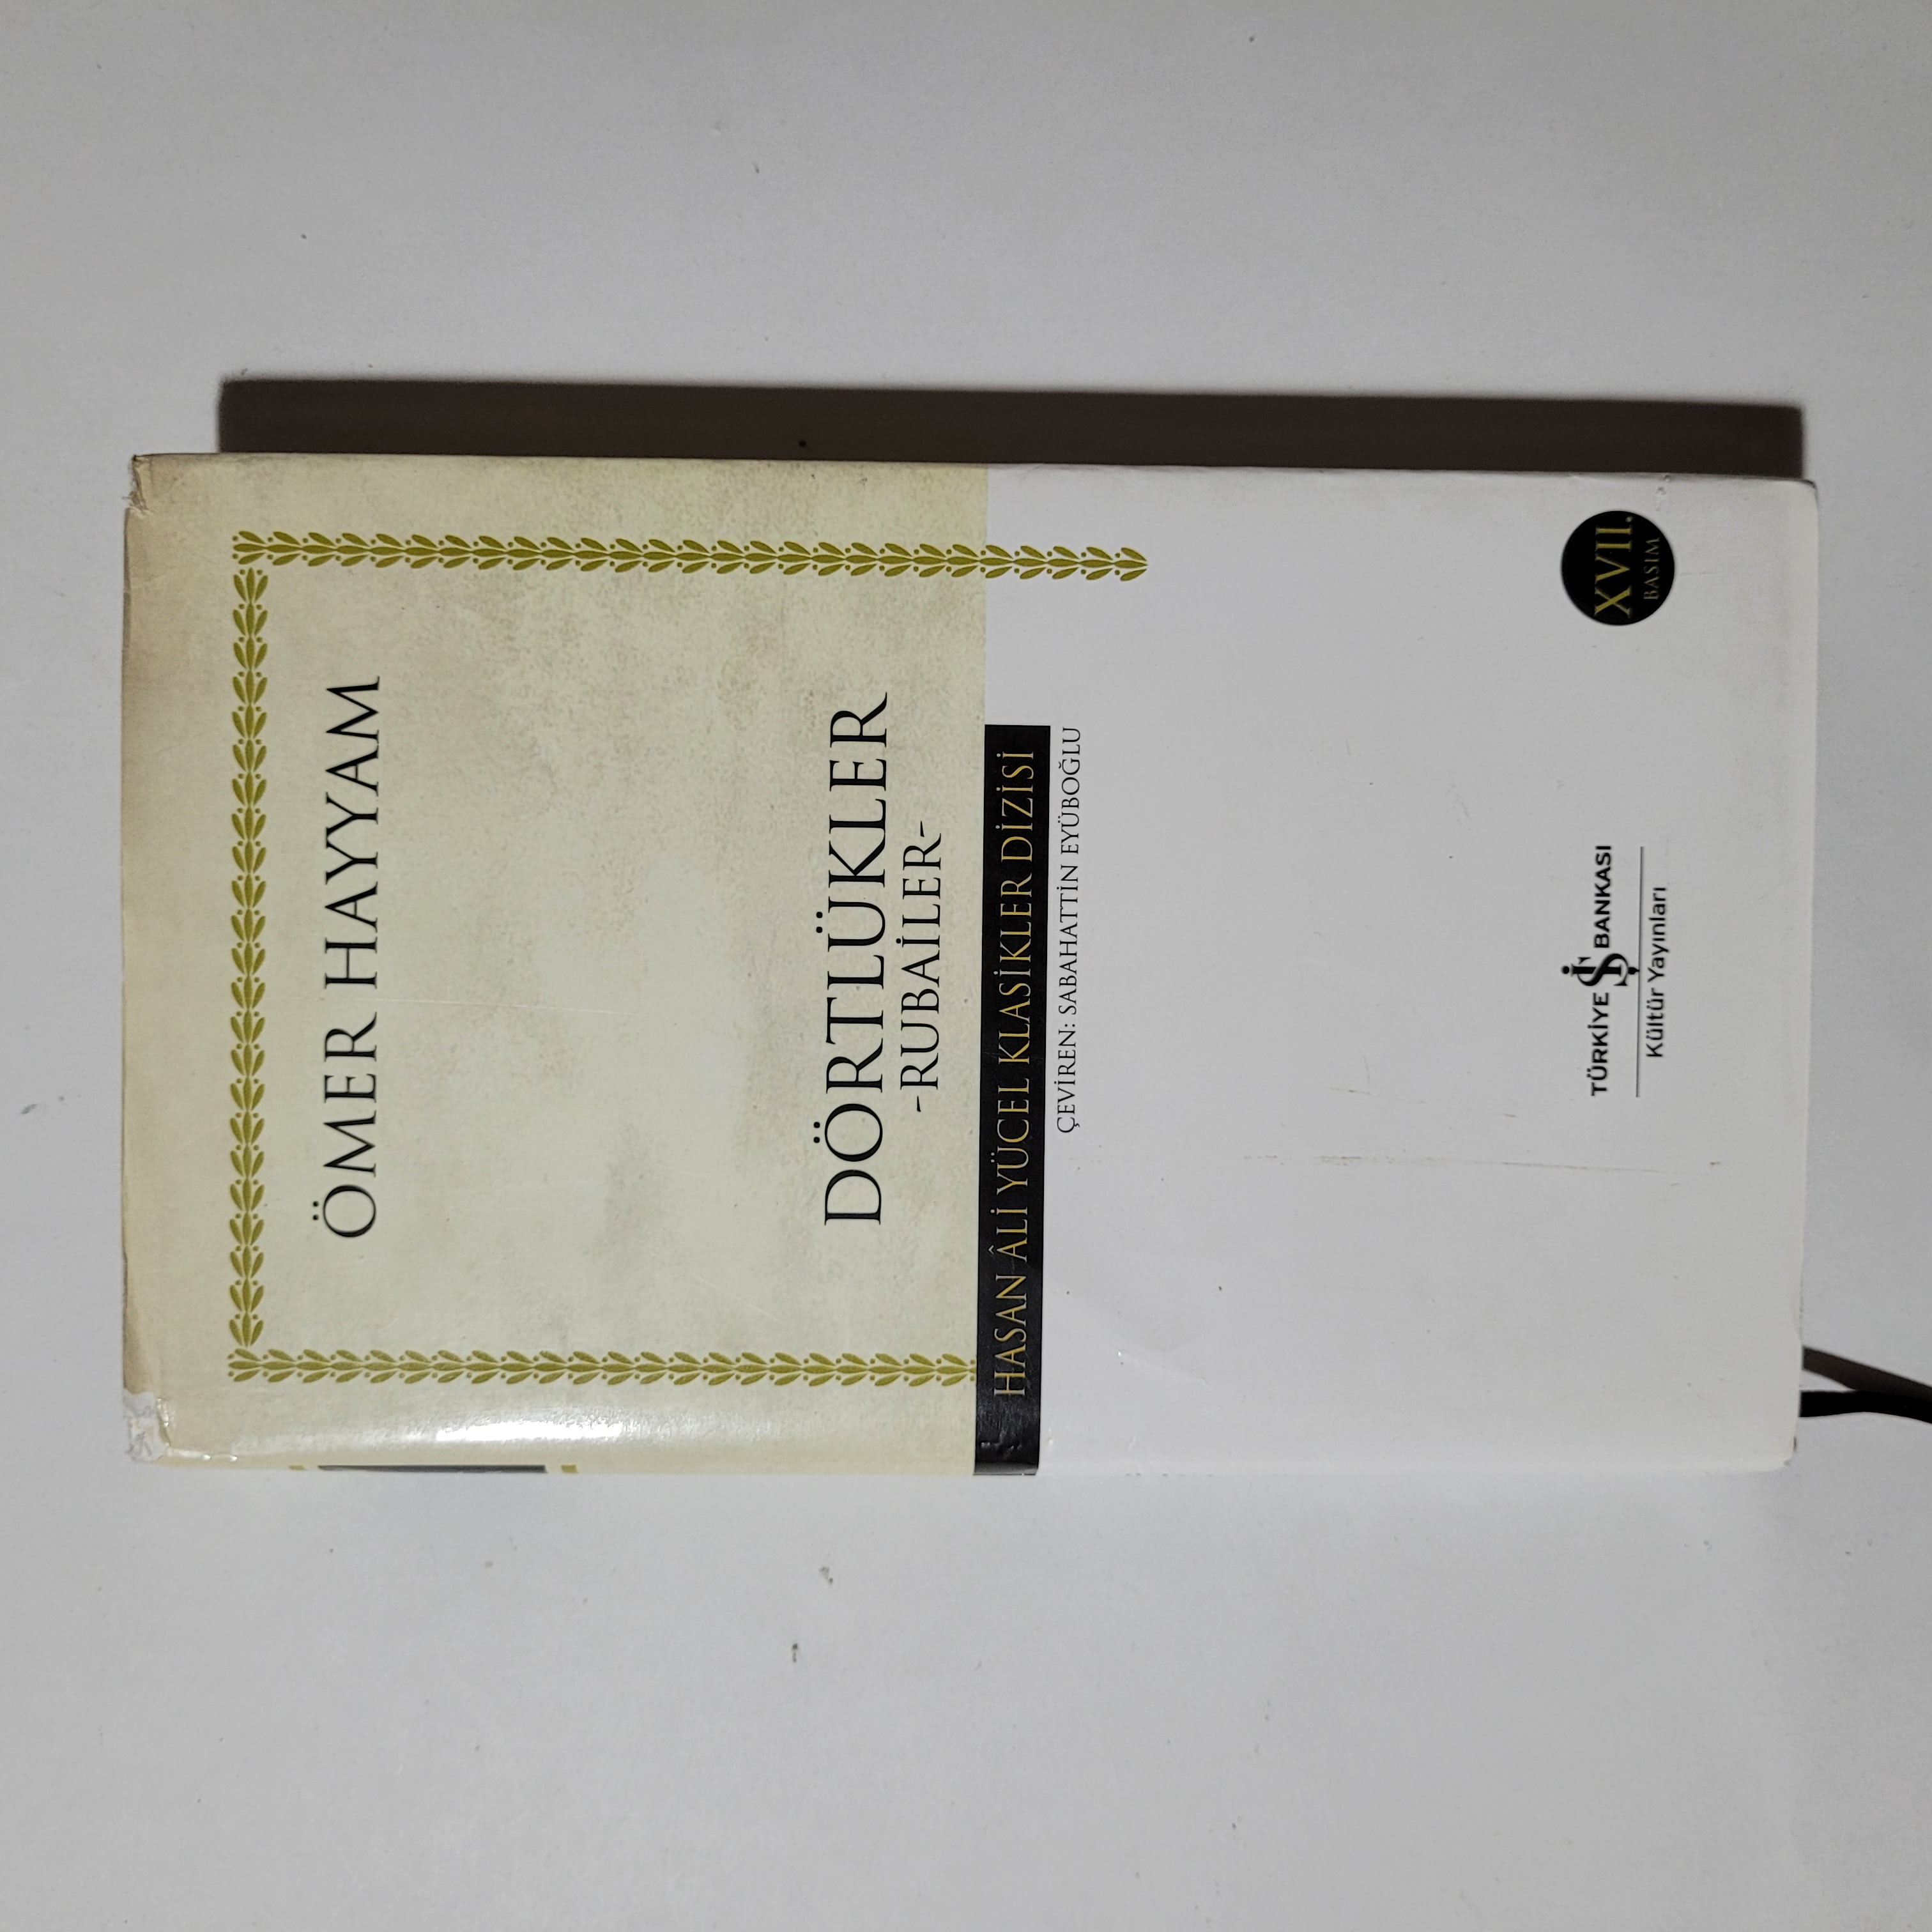 ÖMER HAYYAM
DÖRTLÜKLER
-RUBAİLER-
HASAN ÂLİ YÜCEL KLASİKLER DİZİSİ
ÇEVİREN: SABAHATTİN EYÜBOĞLU
TÜRKİYE İŞ BANKASI
Kültür Yayınları
XVII.
BASIM